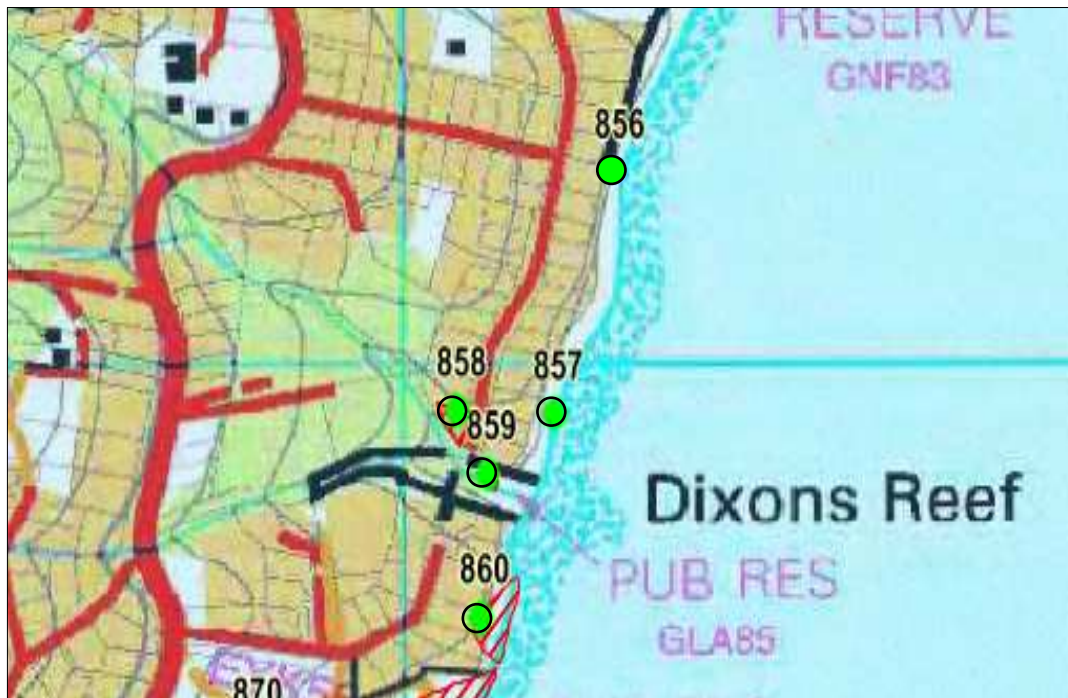 RESERVE
GNF83
856
858
857
859
Dixons Reef
860
PUB RES
GLA85
870